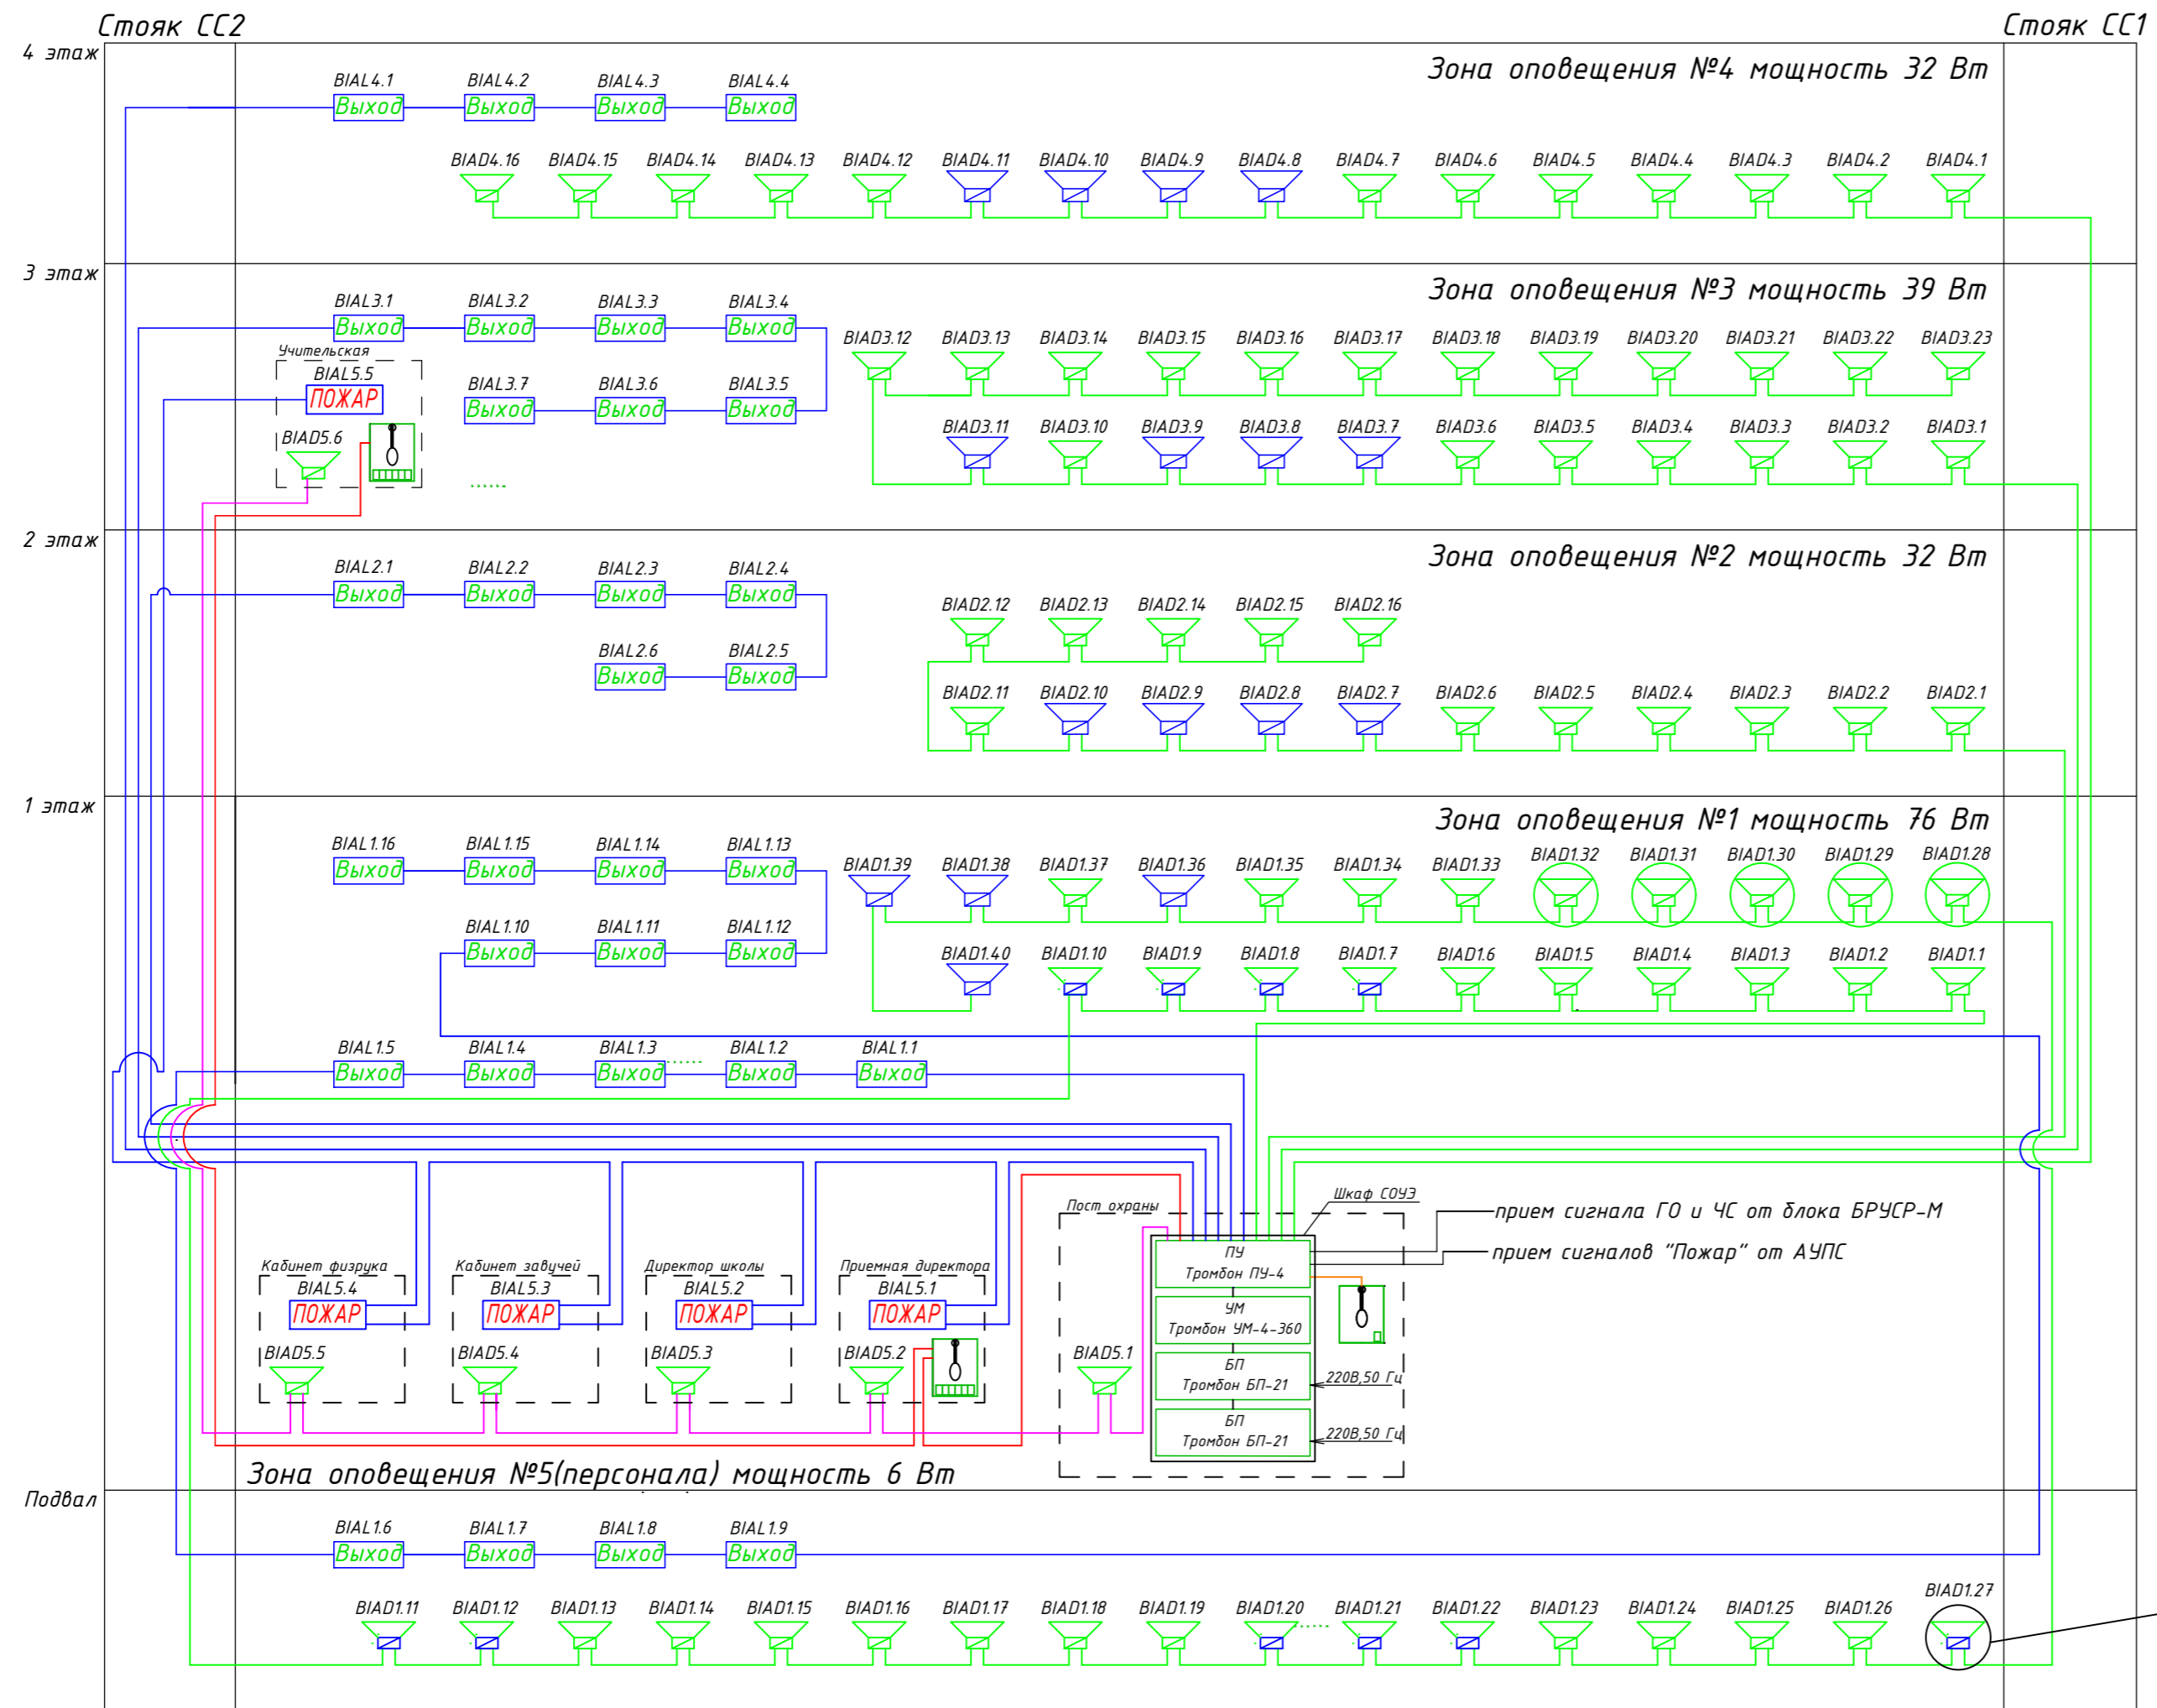 Стояк СС2
Стояк СС1
4 этаж
Зона оповещения №4 мощность 32 Вт
BIAL4.1 BIAL4.2 BIAL4.3 BIAL4.4
Выход Выход Выход Выход
BIAD4.16 BIAD4.15 BIAD4.14 BIAD4.13 BIAD4.12 BIAD4.11 BIAD4.10 BIAD4.9 BIAD4.8 BIAD4.7 BIAD4.6 BIAD4.5 BIAD4.4 BIAD4.3 BIAD4.2 BIAD4.1
3 этаж
Зона оповещения №3 мощность 39 Вт
BIAL3.1 BIAL3.2 BIAL3.3 BIAL3.4
Выход Выход Выход Выход
BIAD3.12 BIAD3.13 BIAD3.14 BIAD3.15 BIAD3.16 BIAD3.17 BIAD3.18 BIAD3.19 BIAD3.20 BIAD3.21 BIAD3.22 BIAD3.23
Учительская
BIAL5.5
ПОЖАР
BIAL3.7 BIAL3.6 BIAL3.5
Выход Выход Выход
BIAD5.6
BIAD3.11 BIAD3.10 BIAD3.9 BIAD3.8 BIAD3.7 BIAD3.6 BIAD3.5 BIAD3.4 BIAD3.3 BIAD3.2 BIAD3.1
2 этаж
Зона оповещения №2 мощность 32 Вт
BIAL2.1 BIAL2.2 BIAL2.3 BIAL2.4
Выход Выход Выход Выход
BIAD2.12 BIAD2.13 BIAD2.14 BIAD2.15 BIAD2.16
BIAL2.6 BIAL2.5
Выход Выход
BIAD2.11 BIAD2.10 BIAD2.9 BIAD2.8 BIAD2.7 BIAD2.6 BIAD2.5 BIAD2.4 BIAD2.3 BIAD2.2 BIAD2.1
1 этаж
Зона оповещения №1 мощность 76 Вт
BIAL1.16 BIAL1.15 BIAL1.14 BIAL1.13
Выход Выход Выход Выход
BIAD1.39 BIAD1.38 BIAD1.37 BIAD1.36 BIAD1.35 BIAD1.34 BIAD1.33 BIAD1.32 BIAD1.31 BIAD1.30 BIAD1.29 BIAD1.28
BIAL1.10 BIAL1.11 BIAL1.12
Выход Выход Выход
BIAD1.40 BIAD1.10 BIAD1.9 BIAD1.8 BIAD1.7 BIAD1.6 BIAD1.5 BIAD1.4 BIAD1.3 BIAD1.2 BIAD1.1
BIAL1.5 BIAL1.4 BIAL1.3 BIAL1.2 BIAL1.1
Выход Выход Выход Выход Выход
Пост охраны
Шкаф СОУЭ
прием сигнала ГО и ЧС от блока БРУСР-М
прием сигналов "Пожар" от АУПС
ПУ
Тромбон ПУ-4
УМ
Тромбон УМ-4-360
БП
Тромбон БП-21
220В,50 Гц
БП
Тромбон БП-21
220В,50 Гц
Кабинет физрука Кабинет завучей Директор школы Приемная директора
BIAL5.4 BIAL5.3 BIAL5.2 BIAL5.1
ПОЖАР ПОЖАР ПОЖАР ПОЖАР
BIAD5.5 BIAD5.4 BIAD5.3 BIAD5.2 BIAD5.1
Зона оповещения №5(персонала) мощность 6 Вт
Подвал
BIAL1.6 BIAL1.7 BIAL1.8 BIAL1.9
Выход Выход Выход Выход
BIAD1.11 BIAD1.12 BIAD1.13 BIAD1.14 BIAD1.15 BIAD1.16 BIAD1.17 BIAD1.18 BIAD1.19 BIAD1.20 BIAD1.21 BIAD1.22 BIAD1.23 BIAD1.24 BIAD1.25 BIAD1.26 BIAD1.27